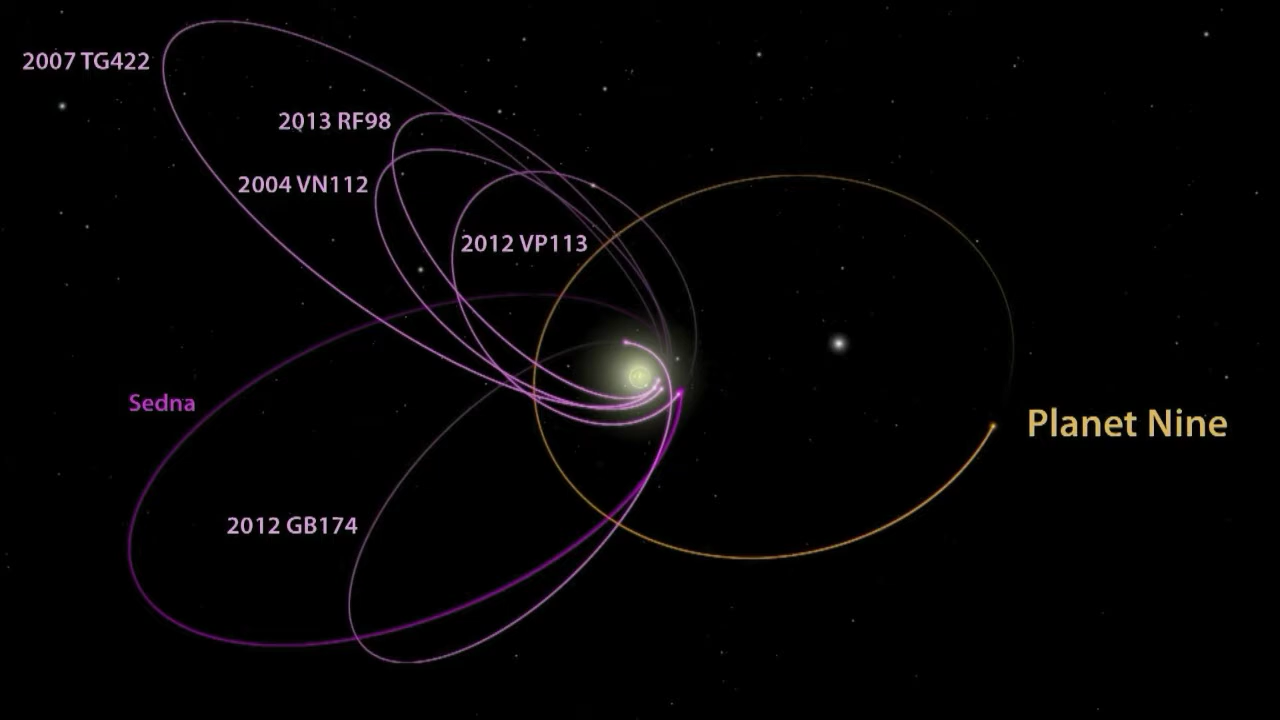 2007 TG422
2013 RF98
2004 VN112
2012 VP113
Sedna
Planet Nine
2012 GB174